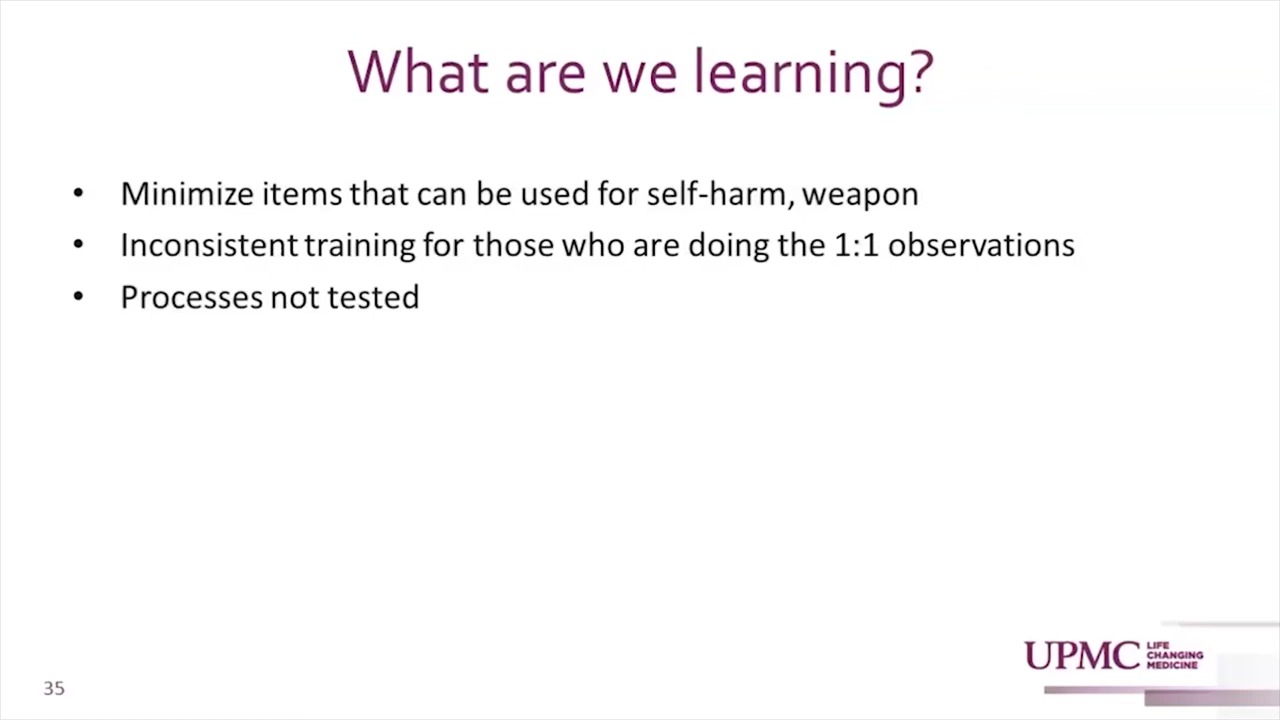 What are we learning?
• Minimize items that can be used for self-harm, weapon
• Inconsistent training for those who are doing the 1:1 observations
• Processes not tested
UPMC
LIFE
CHANGING
MEDICINE
35